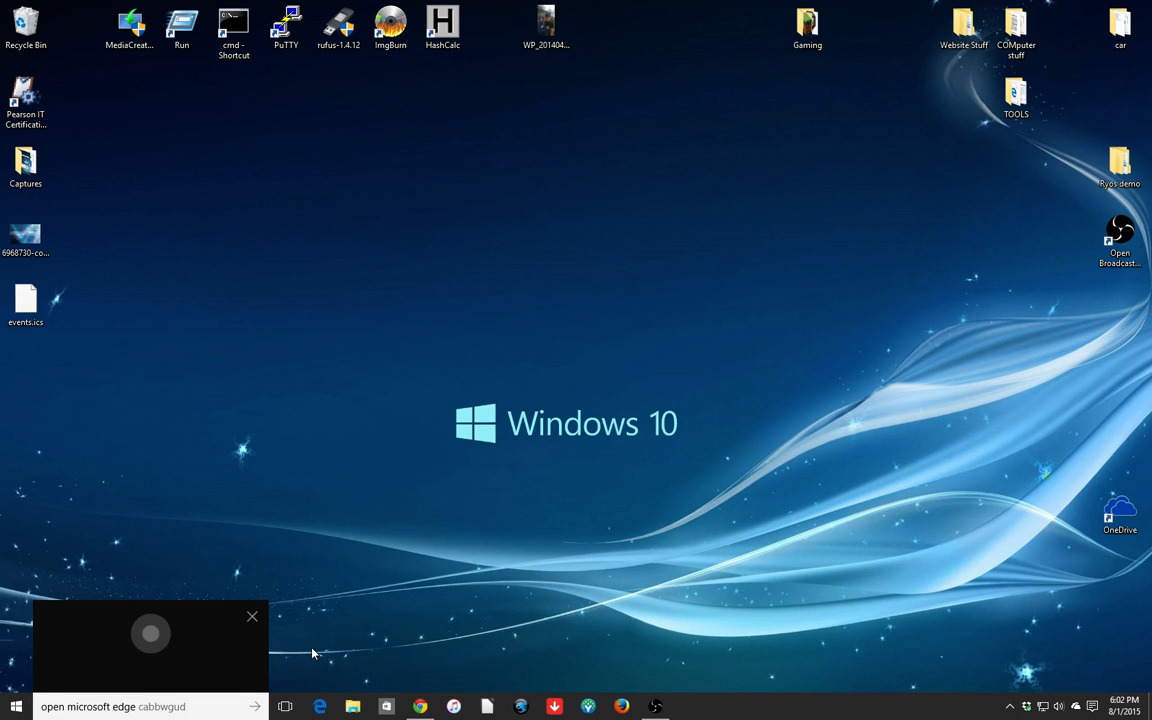 Recycle Bin
MediaCreat...
Run
cmd -
Shortcut
PuTTY
rufus-1.4.12
ImgBurn
H
HashCalc
WP_201404...
Gaming
Website Stuff
COMputer
stuff
car
Pearson IT
Certificati...
TOOLS
Captures
Ryos demo
6968730-co...
Open
Broadcast...
events.ics
Windows 10
OneDrive
open microsoft edge cabbwgud
6:02 PM
8/1/2015